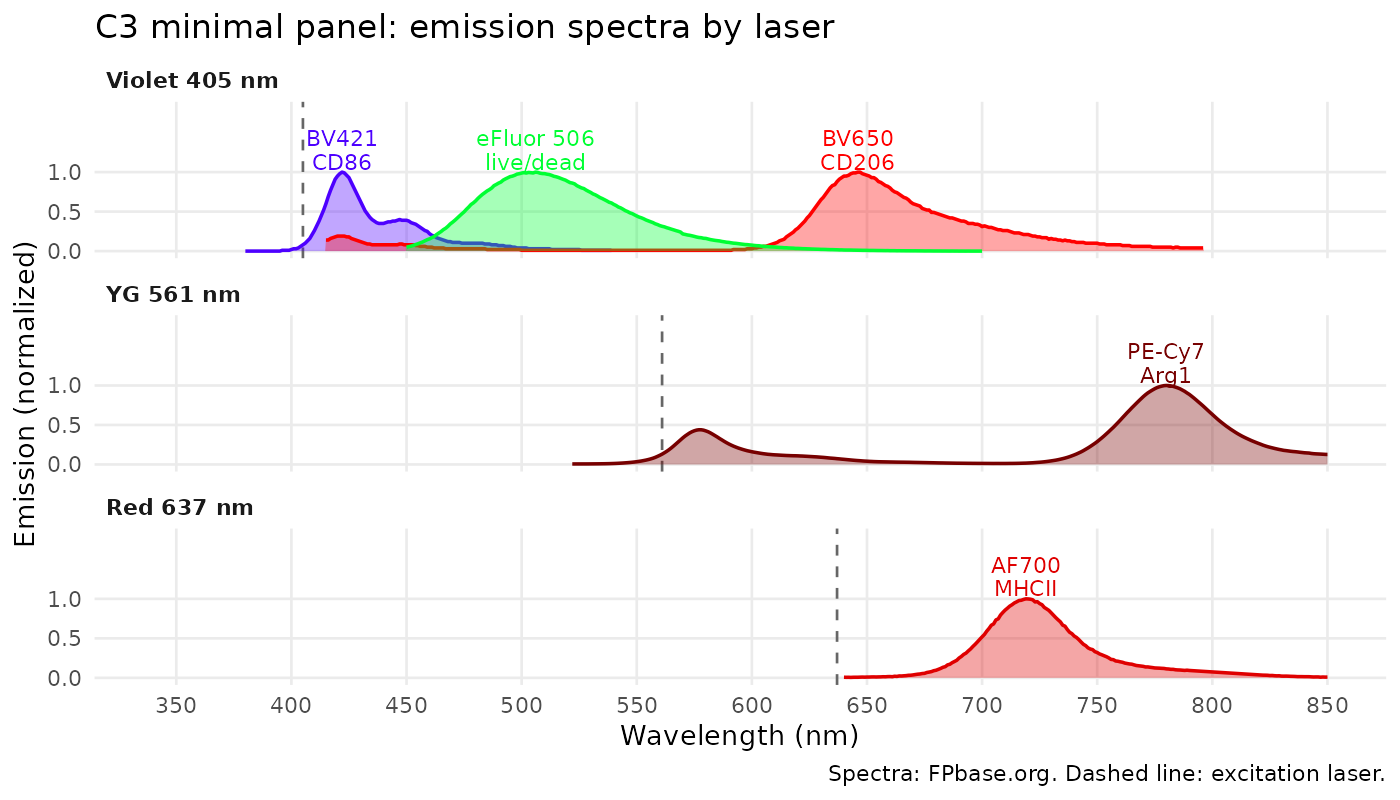 C3 minimal panel: emission spectra by laser
Violet 405 nm
BV421
CD86
eFluor 506
live/dead
BV650
CD206
1.0
0.5
0.0
YG 561 nm
PE-Cy7
Arg1
1.0
0.5
0.0
Red 637 nm
AF700
MHCII
1.0
0.5
0.0
Emission (normalized)
350 400 450 500 550 600 650 700 750 800 850
Wavelength (nm)
Spectra: FPbase.org. Dashed line: excitation laser.